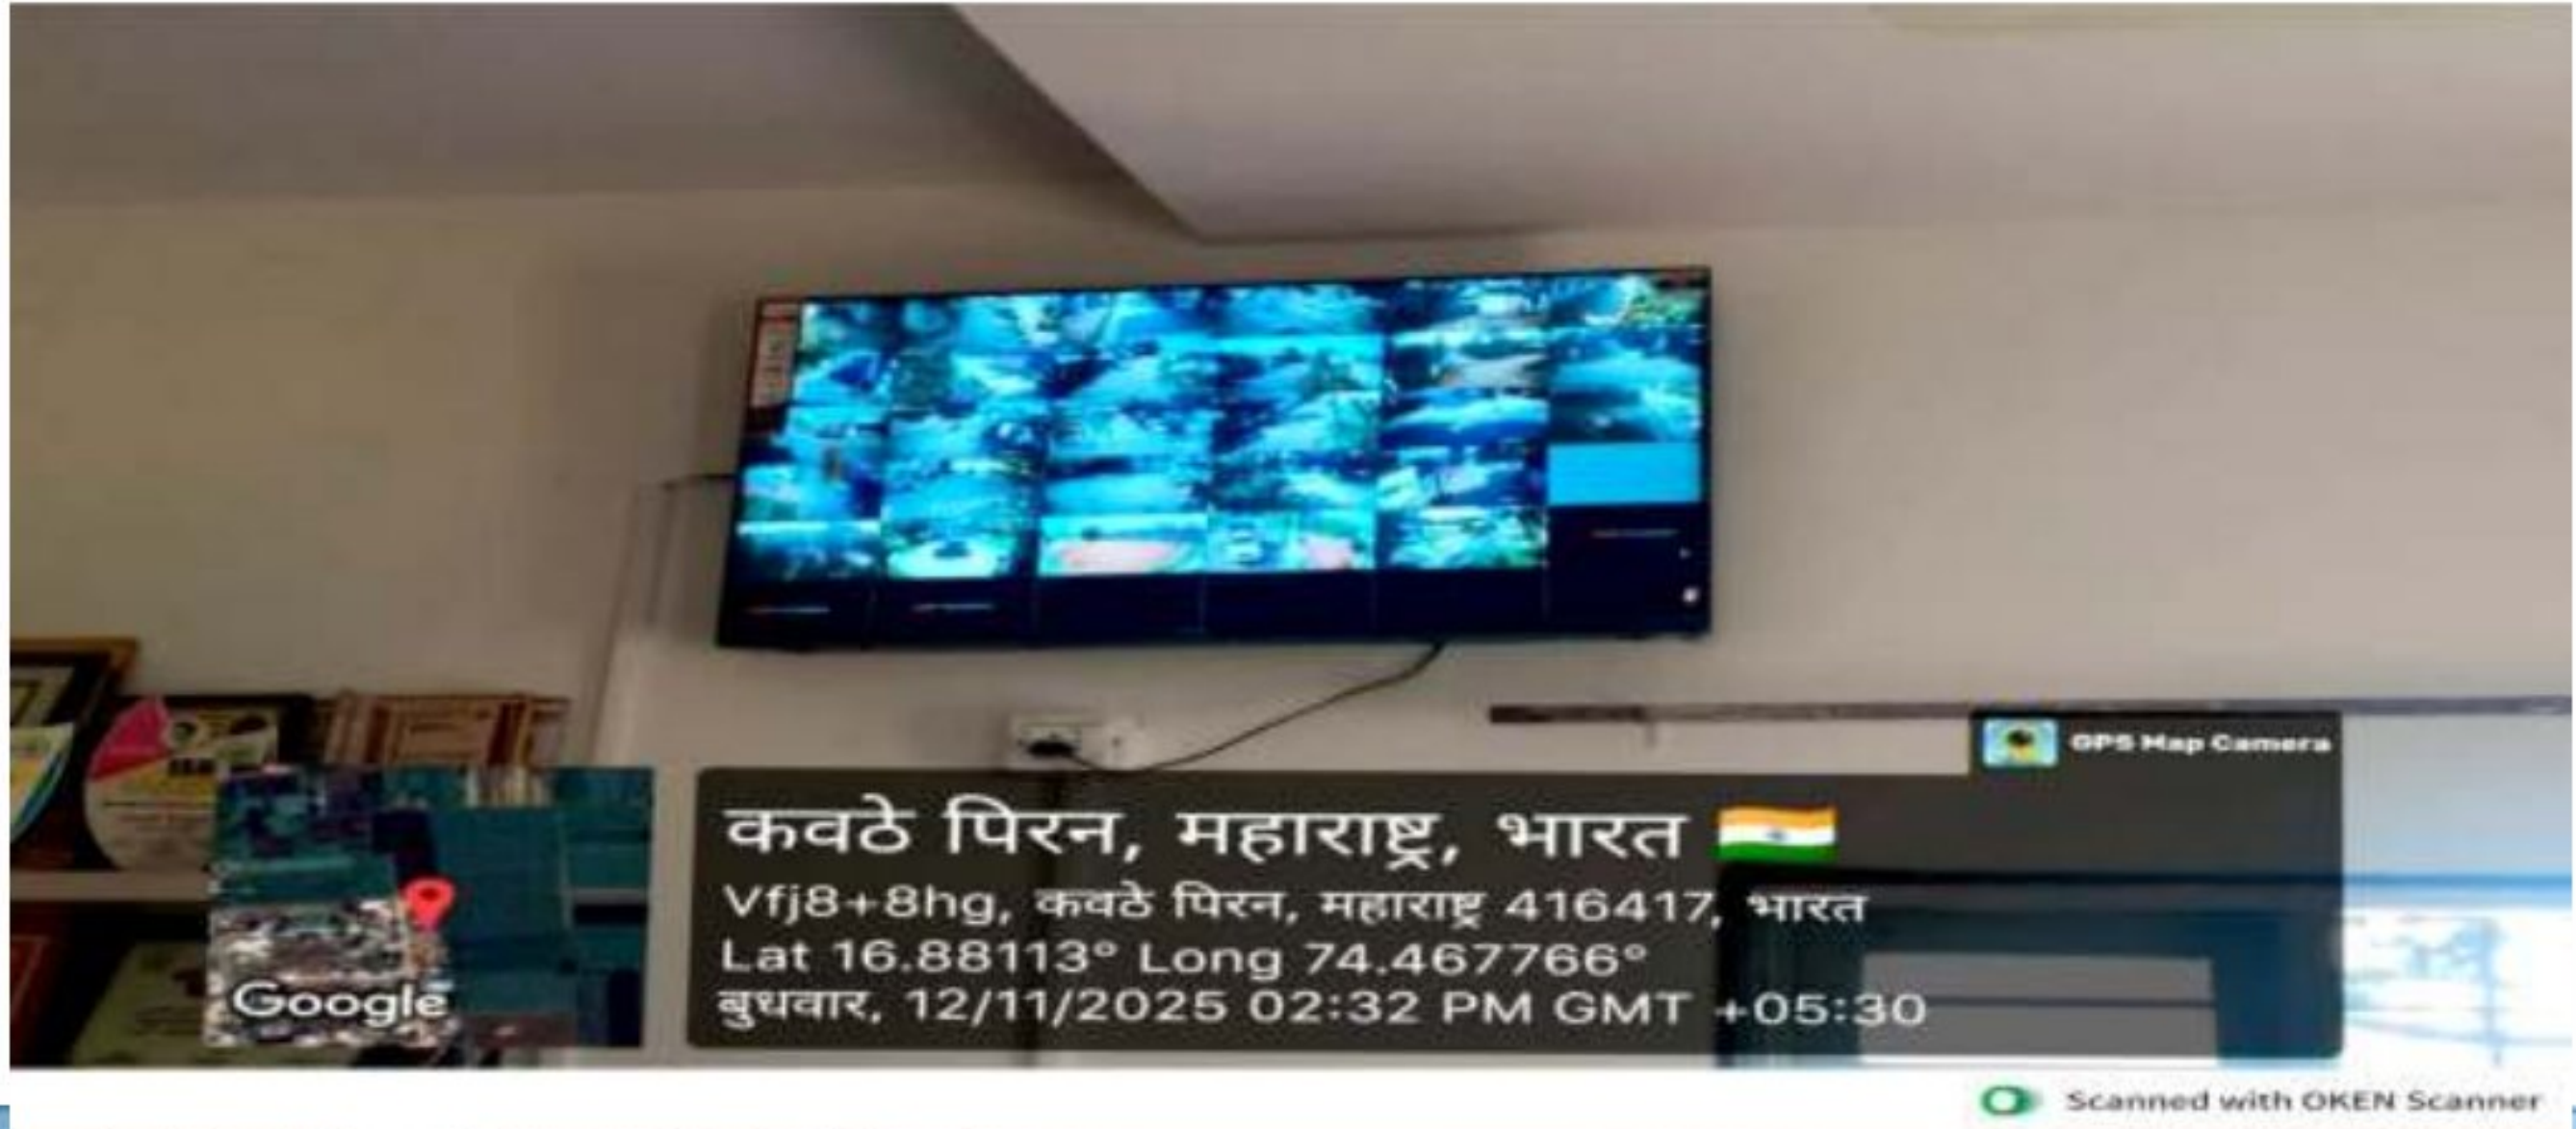 GPS Map Camera
कवठे पिरन, महाराष्ट्र, भारत
Vfj8+8hg, कवठे पिरन, महाराष्ट्र 416417, भारत
Lat 16.88113° Long 74.467766°
बुधवार, 12/11/2025 02:32 PM GMT +05:30
Google
Scanned with OKEN Scanner